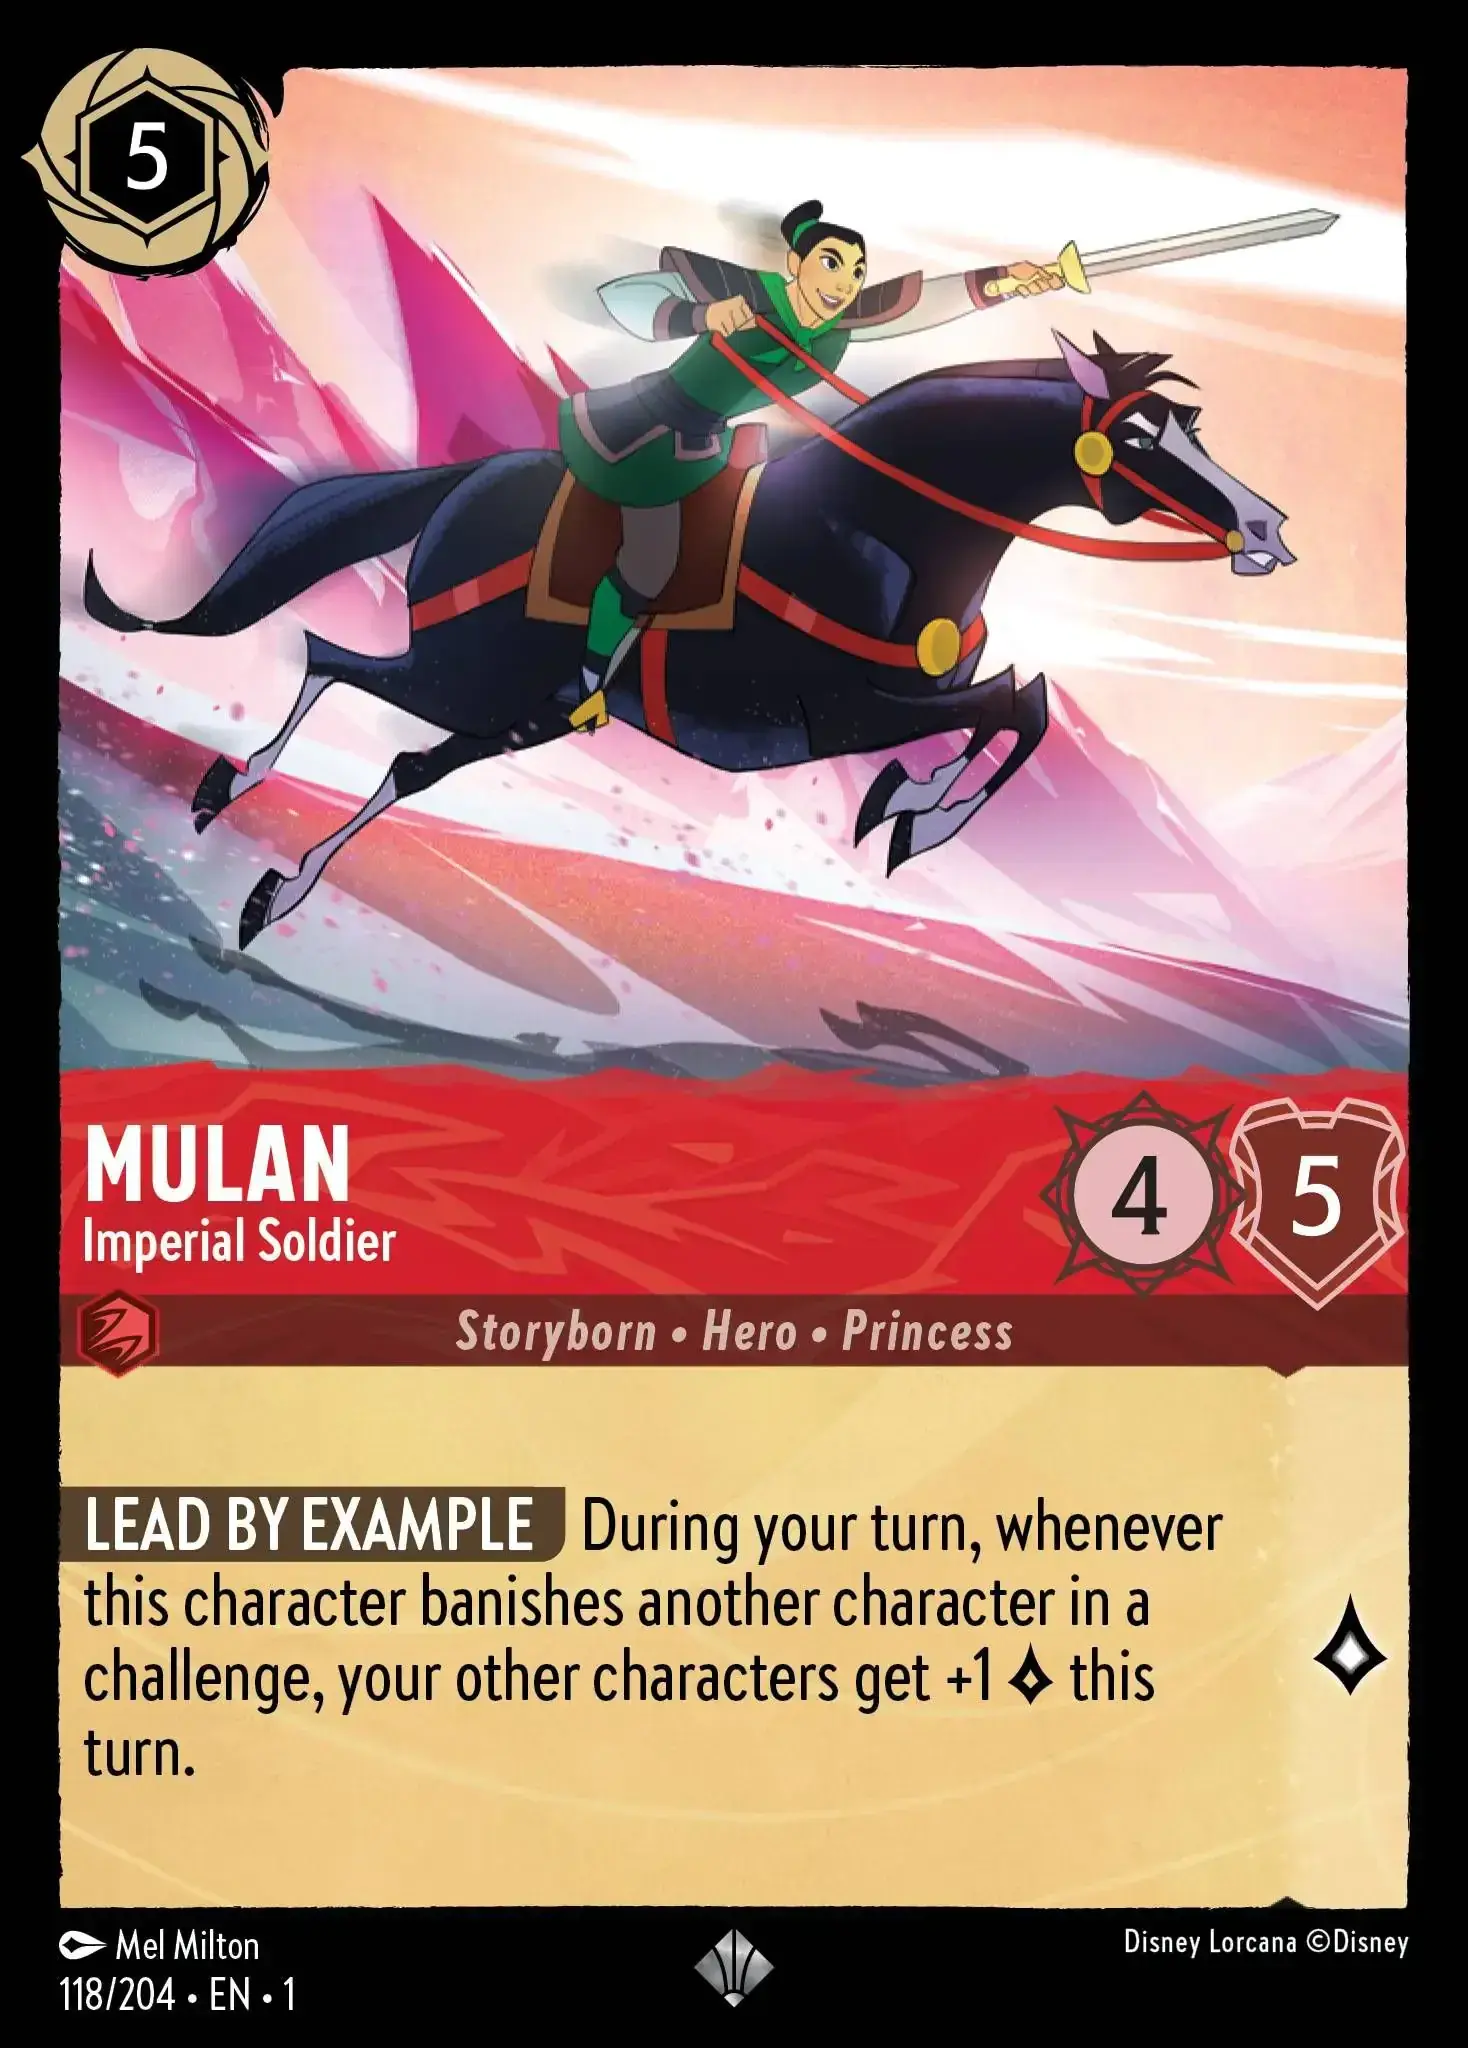 5
MULAN
Imperial Soldier
4
5
Storyborn • Hero • Princess
LEAD BY EXAMPLE During your turn, whenever
this character banishes another character in a
challenge, your other characters get +1 this
turn.
Mel Milton
118/204 • EN • 1
Disney Lorcana ©Disney